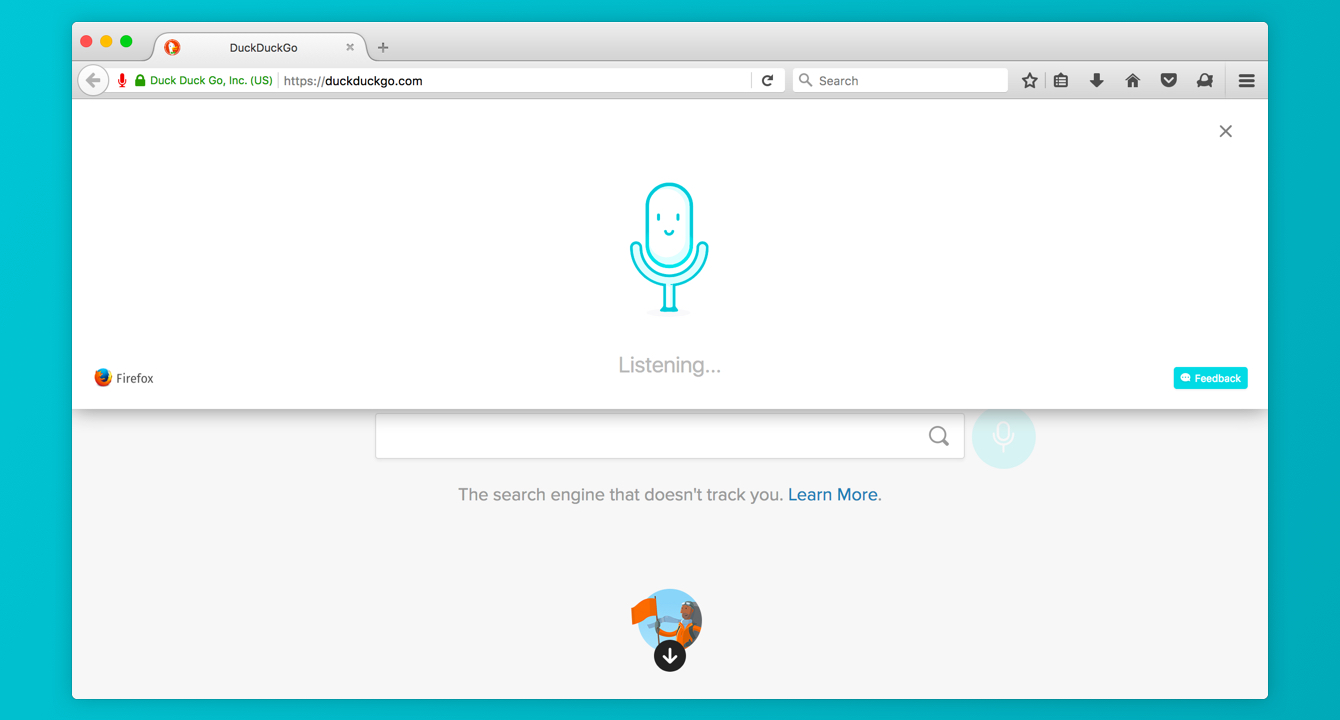 DuckDuckGo
Duck Duck Go, Inc. (US) https://duckduckgo.com Search
Listening...
Firefox Feedback
The search engine that doesn't track you. Learn More.